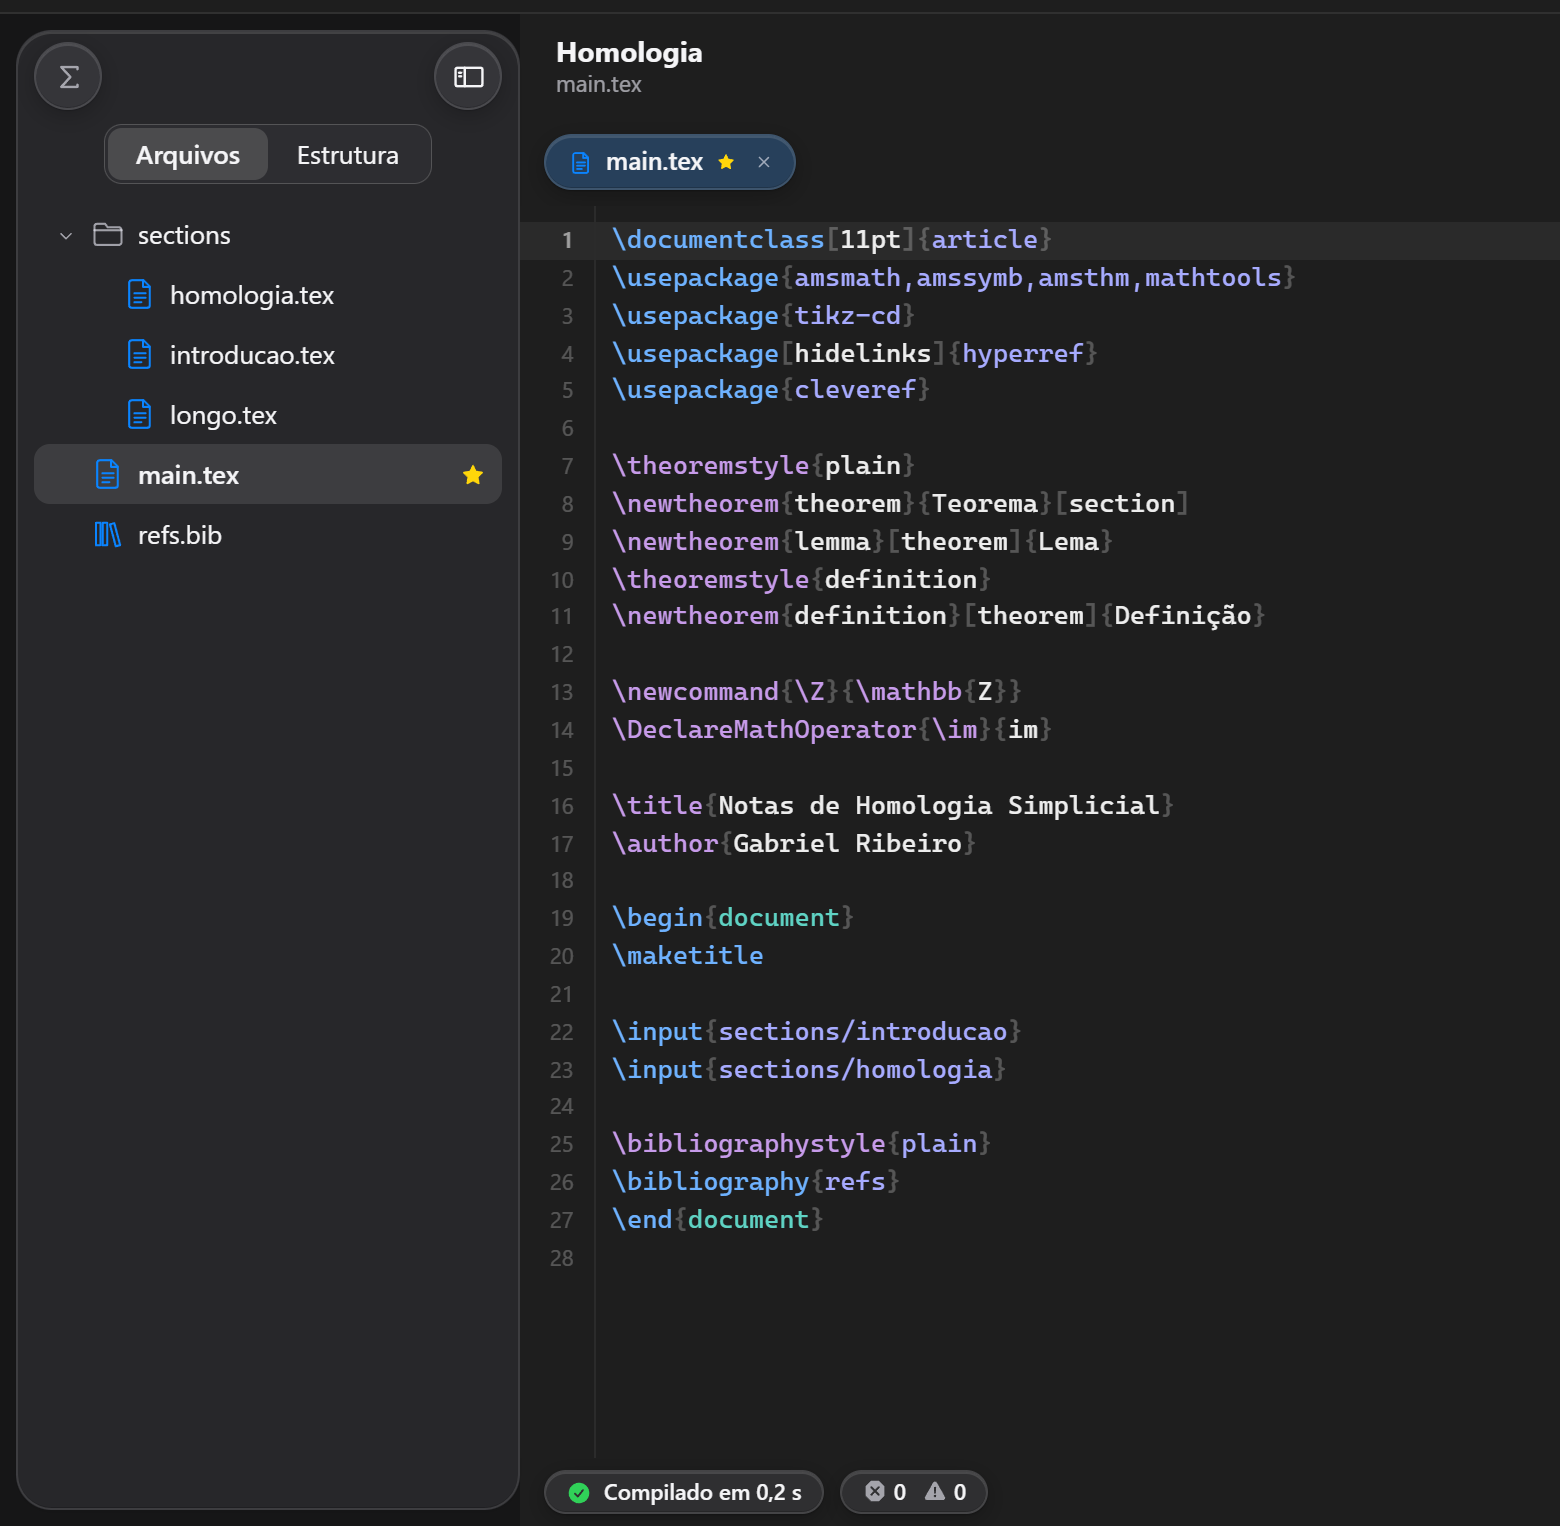 Σ
Arquivos Estrutura
sections
homologia.tex
introducao.tex
longo.tex
main.tex
refs.bib
Homologia
main.tex
main.tex
1 \documentclass[11pt]{article}
2 \usepackage{amsmath,amssymb,amsthm,mathtools}
3 \usepackage{tikz-cd}
4 \usepackage[hidelinks]{hyperref}
5 \usepackage{cleveref}
6
7 \theoremstyle{plain}
8 \newtheorem{theorem}{Teorema}[section]
9 \newtheorem{lemma}[theorem]{Lema}
10 \theoremstyle{definition}
11 \newtheorem{definition}[theorem]{Definição}
12
13 \newcommand{\Z}{\mathbb{Z}}
14 \DeclareMathOperator{\im}{im}
15
16 \title{Notas de Homologia Simplicial}
17 \author{Gabriel Ribeiro}
18
19 \begin{document}
20 \maketitle
21
22 \input{sections/introducao}
23 \input{sections/homologia}
24
25 \bibliographystyle{plain}
26 \bibliography{refs}
27 \end{document}
28
Compilado em 0,2 s
0 0